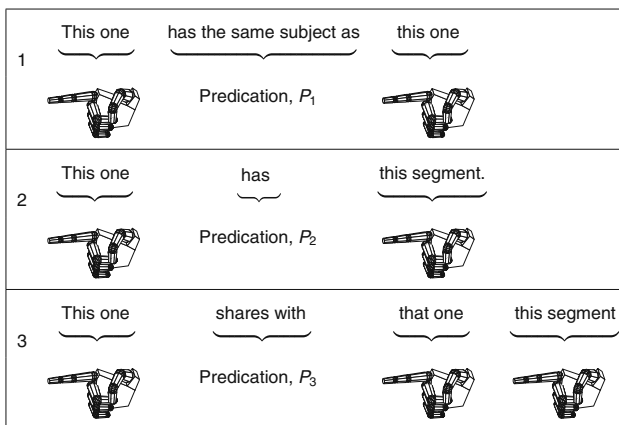 This one has the same subject as this one
1
Predication, P1
This one has this segment.
2
Predication, P2
This one shares with that one this segment
3
Predication, P3